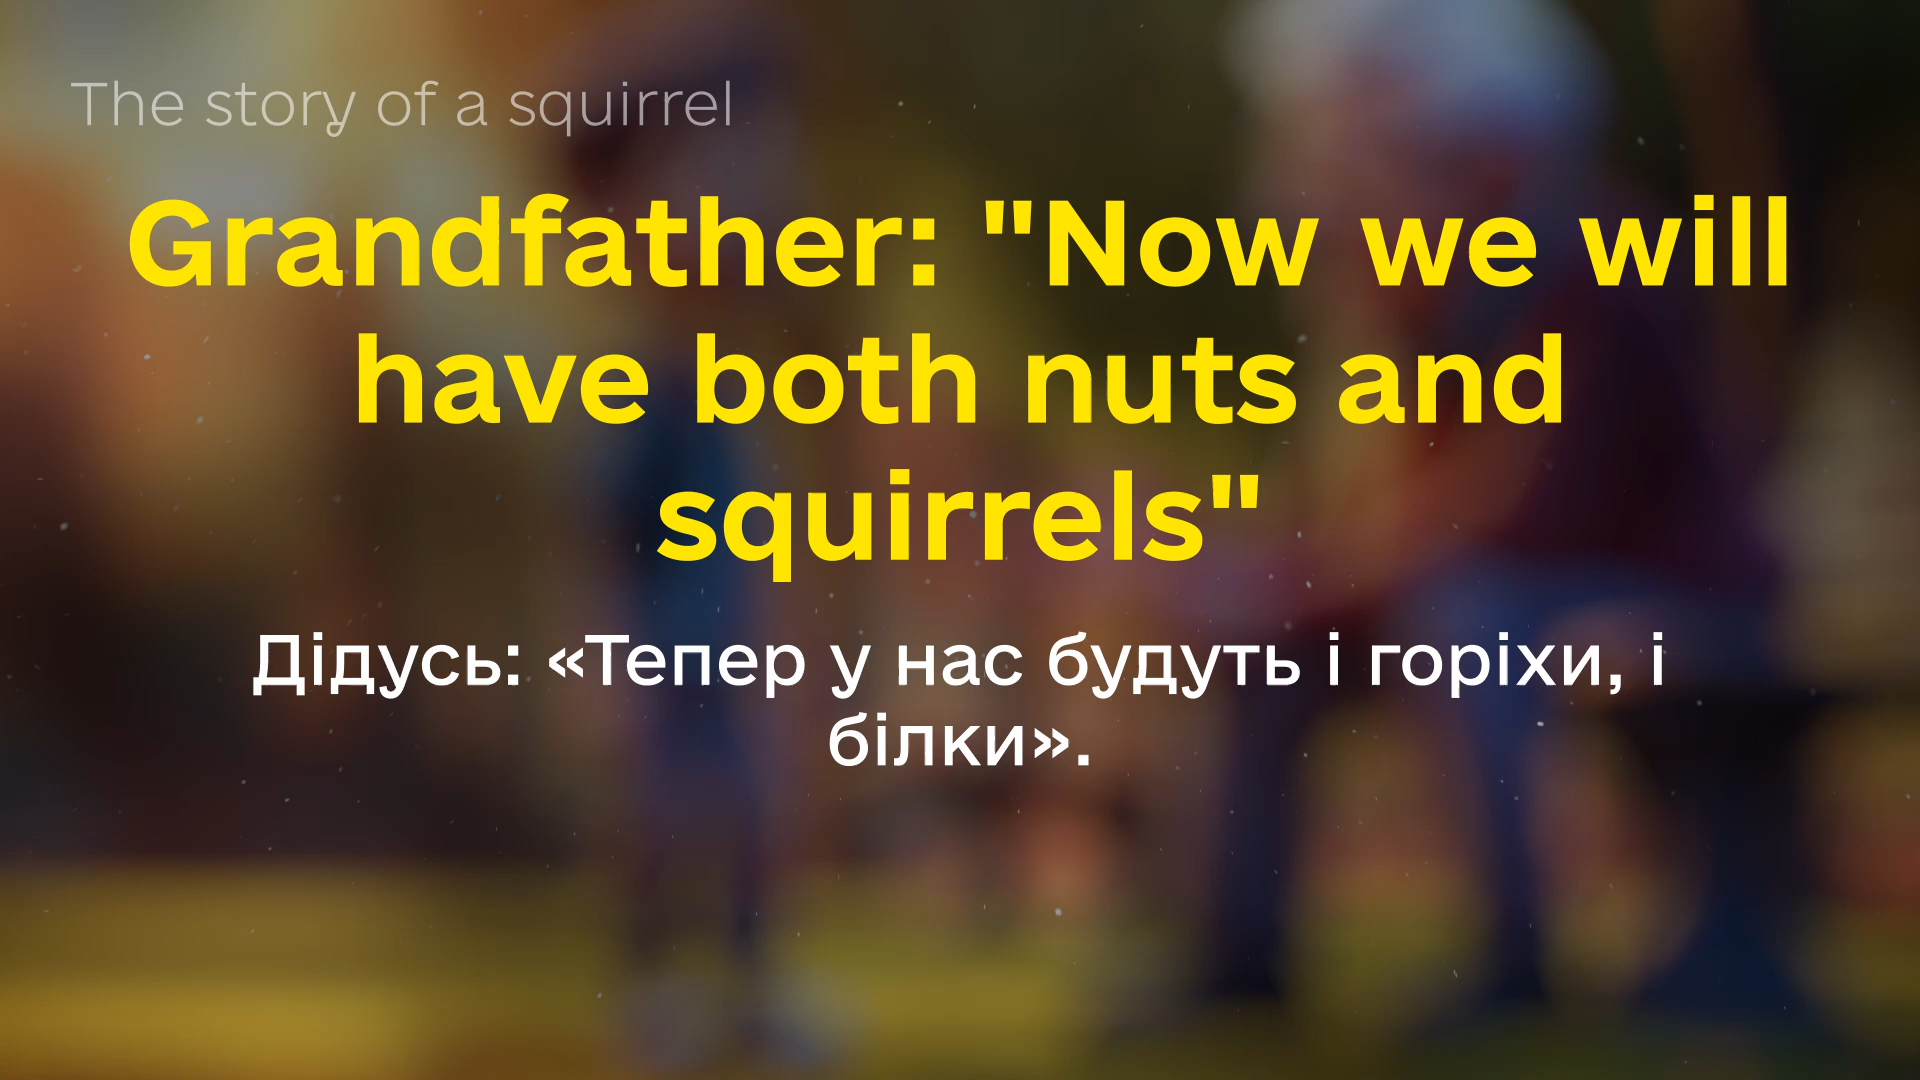 The story of a squirrel
Grandfather: "Now we will
have both nuts and
squirrels"
Дідусь: «Тепер у нас будуть і горіхи, і
білки».